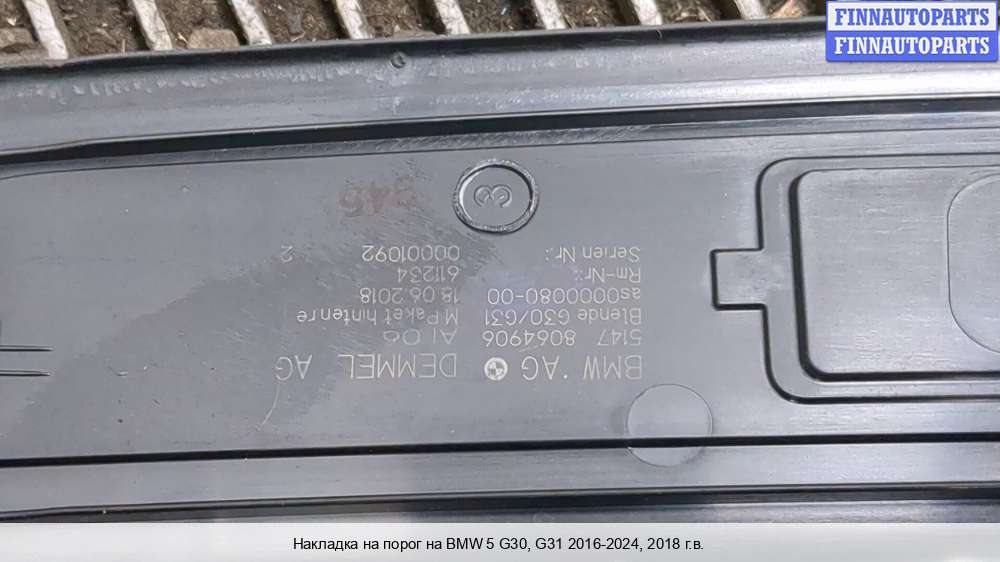 FINNAUTOPARTS
FINNAUTOPARTS
BMW AG DEMMEL AG
5147 8064906 AI 06
Blende G30/G31 M Paket hinten re
as0000080-00 18.06.2018
Rm-Nr.: 611234
Serien Nr.: 00001092 2
3
946
Накладка на порог на BMW 5 G30, G31 2016-2024, 2018 г.в.